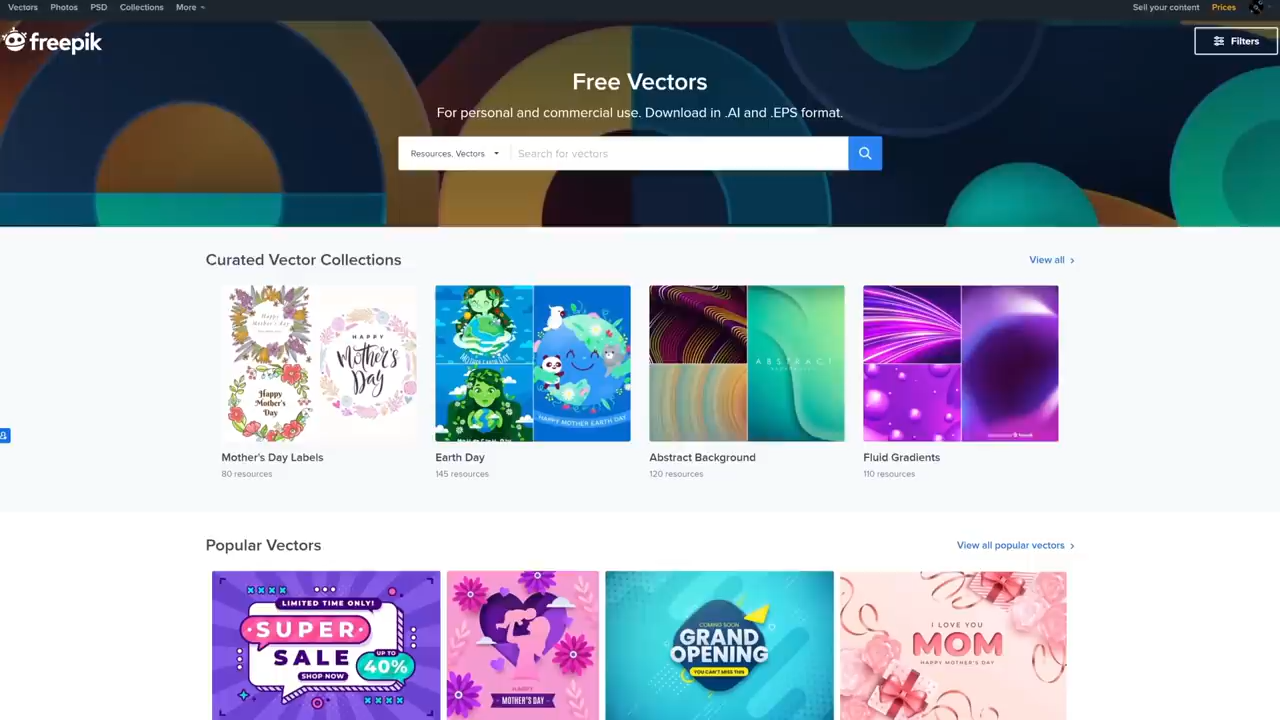 Vectors Photos PSD Collections More Sell your content Prices
freepik
Filters
Free Vectors
For personal and commercial use. Download in .AI and .EPS format.
Resources, Vectors Search for vectors
Curated Vector Collections View all
Happy
Mother's day
HAPPY
Mother's
Day
Happy
Mother's
Day
HAPPY MOTHER EARTH DAY
ABSTRACT
Mother's Day Labels Earth Day Abstract Background Fluid Gradients
80 resources 145 resources 120 resources 110 resources
Popular Vectors View all popular vectors
LIMITED TIME ONLY!
SUPER
SALE
UP TO
40%
SHOP NOW
HAPPY
MOTHER'S DAY
COMING SOON
GRAND
OPENING
YOU CAN'T MISS THIS
I LOVE YOU
MOM
HAPPY MOTHER'S DAY